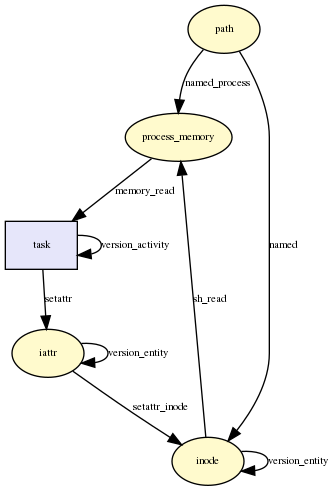 path
named_process
process_memory
memory_read
task
version_activity
named
setattr
sh_read
iattr
version_entity
setattr_inode
inode
version_entity